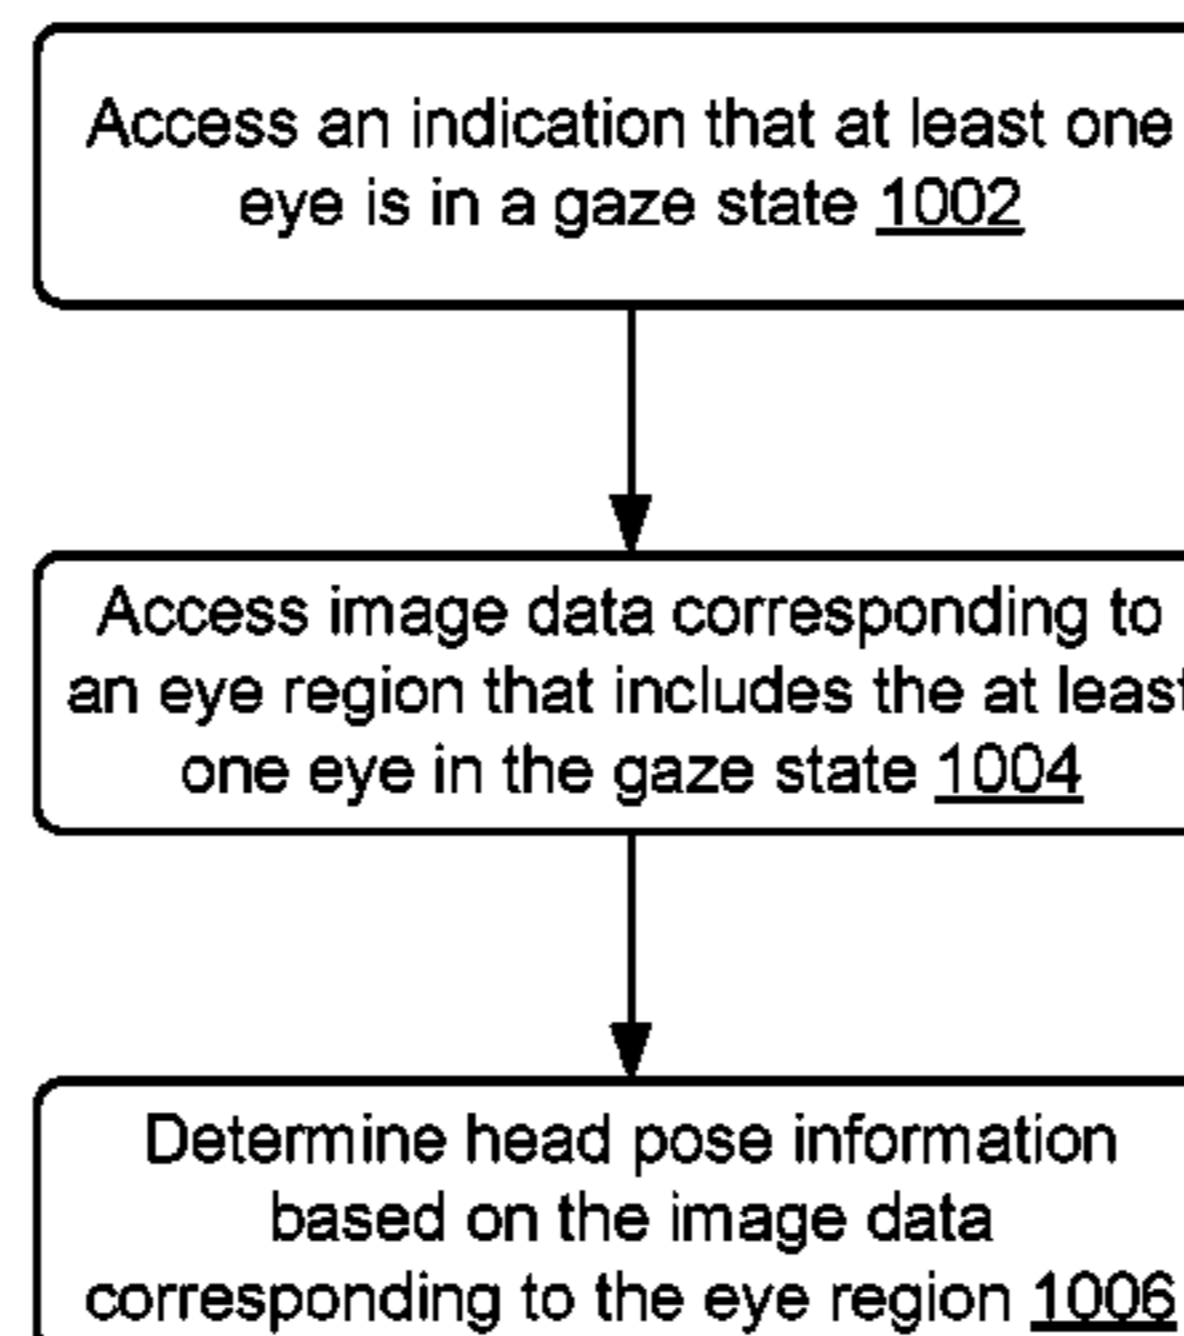 Access an indication that at least one
eye is in a gaze state 1002
Access image data corresponding to
an eye region that includes the at least
one eye in the gaze state 1004
Determine head pose information
based on the image data
corresponding to the eye region 1006